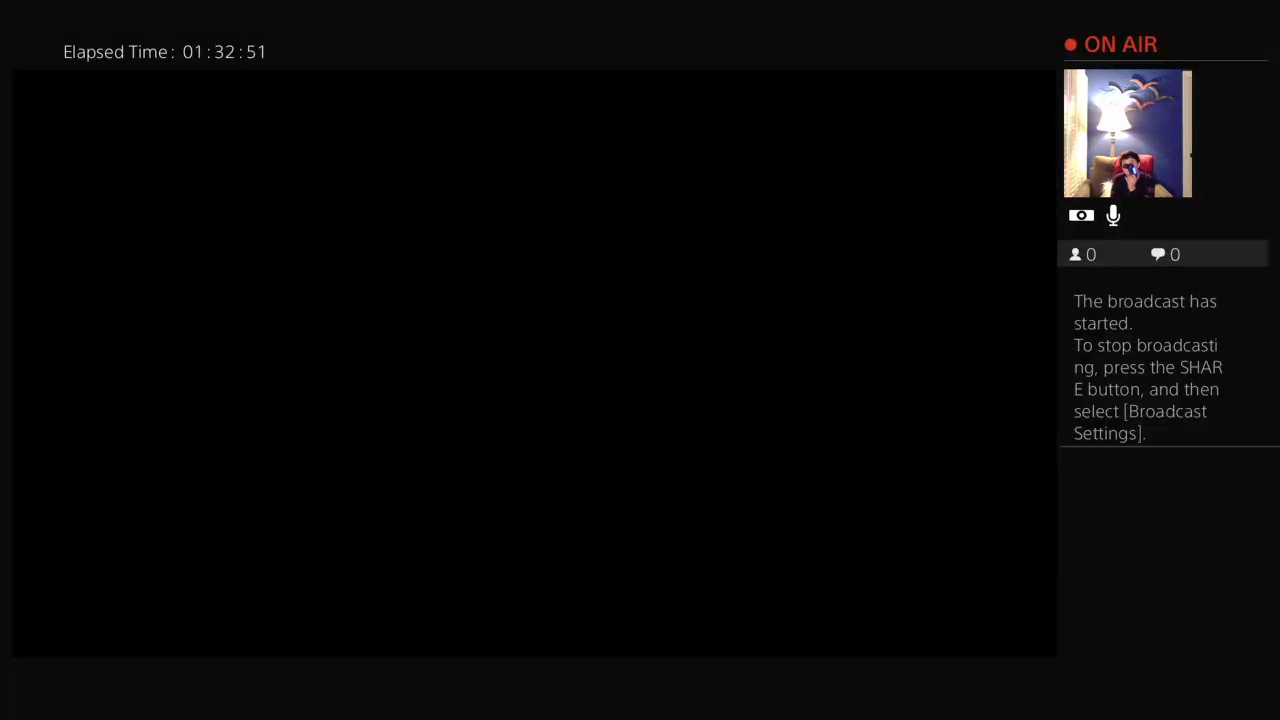 Elapsed Time: 01:32:51
ON AIR
0 0
The broadcast has
started.
To stop broadcasti
ng, press the SHAR
E button, and then
select [Broadcast
Settings].